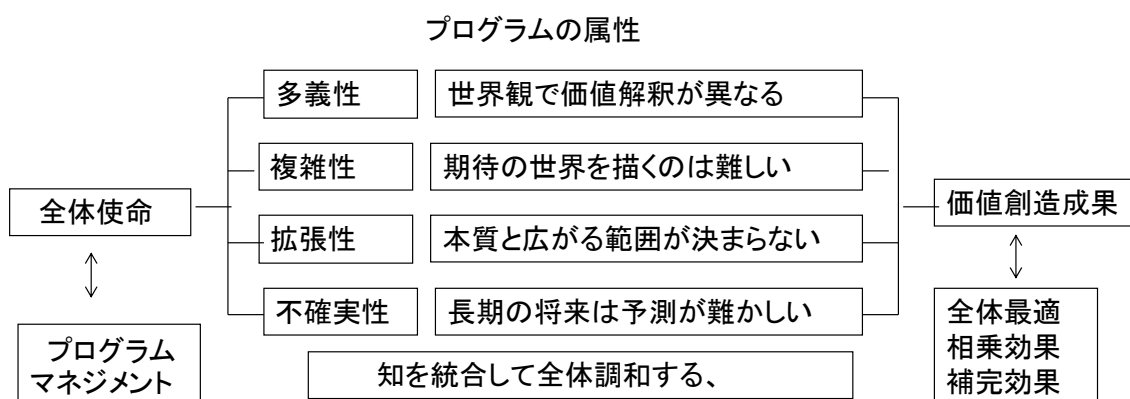 プログラムの属性
多義性 世界観で価値解釈が異なる
複雑性 期待の世界を描くのは難しい
全体使命
拡張性 本質と広がる範囲が決まらない
価値創造成果
不確実性 長期の将来は予測が難かしい
プログラム
マネジメント
知を統合して全体調和する、
全体最適
相乗効果
補完効果